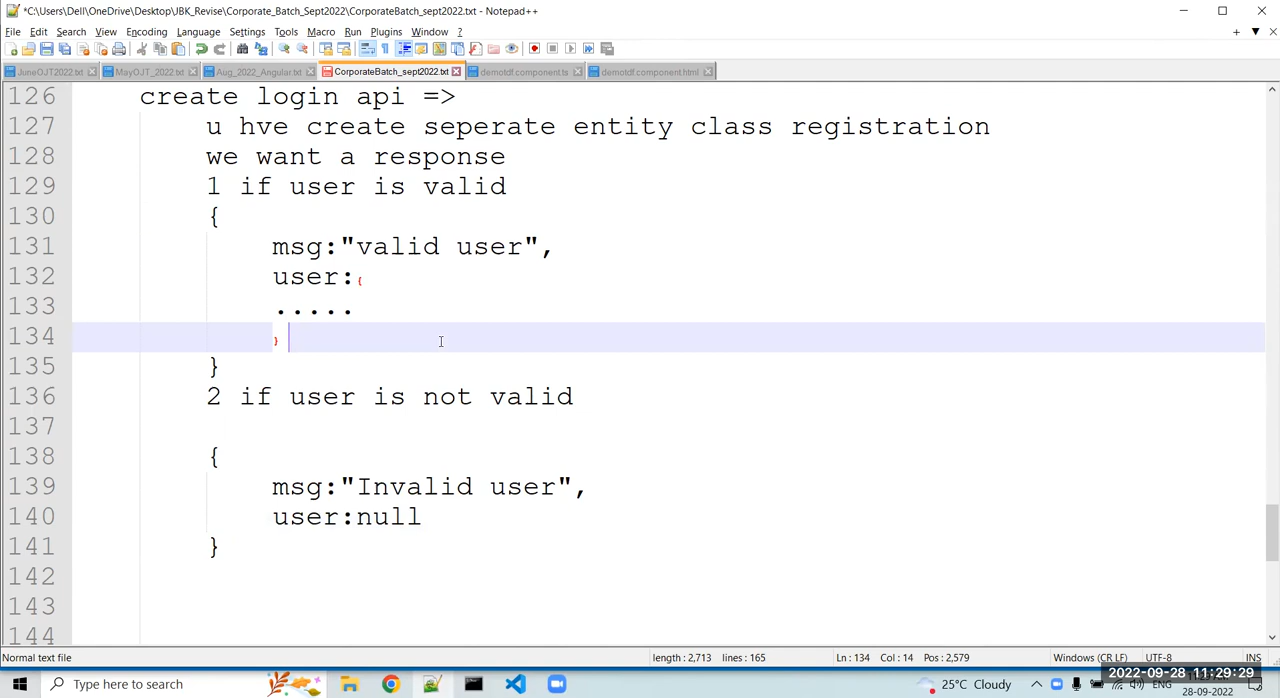 *C:\Users\Dell\OneDrive\Desktop\JBK_Revise\Corporate_Batch_Sept2022\CorporateBatch_sept2022.txt - Notepad++
File Edit Search View Encoding Language Settings Tools Macro Run Plugins Window ?
JuneOJT2022.txt MayOJT_2022.txt Aug_2022_Angular.txt CorporateBatch_sept2022.txt demotdf.component.ts demotdf.component.html
126 create login api =>
127 u hve create seperate entity class registration
128 we want a response
129 1 if user is valid
130 {
131 msg:"valid user",
132 user:{
133 .....
134 }
135 }
136 2 if user is not valid
137
138 {
139 msg:"Invalid user",
140 user:null
141 }
142
143
144
Normal text file length : 2,713 lines : 165 Ln : 134 Col : 14 Pos : 2,579 Windows (CR LF) UTF-8 INS
2022-09-28 11:29:29
Type here to search 25°C Cloudy ENG
28-09-2022